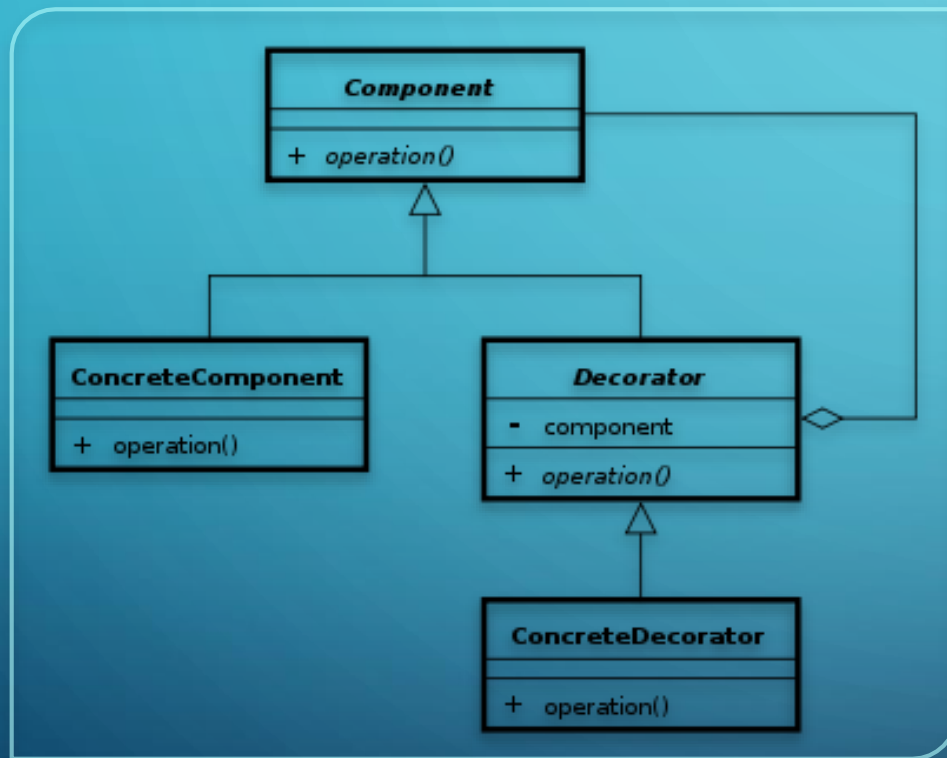 Component
+ operation()
ConcreteComponent
+ operation()
Decorator
- component
+ operation()
ConcreteDecorator
+ operation()